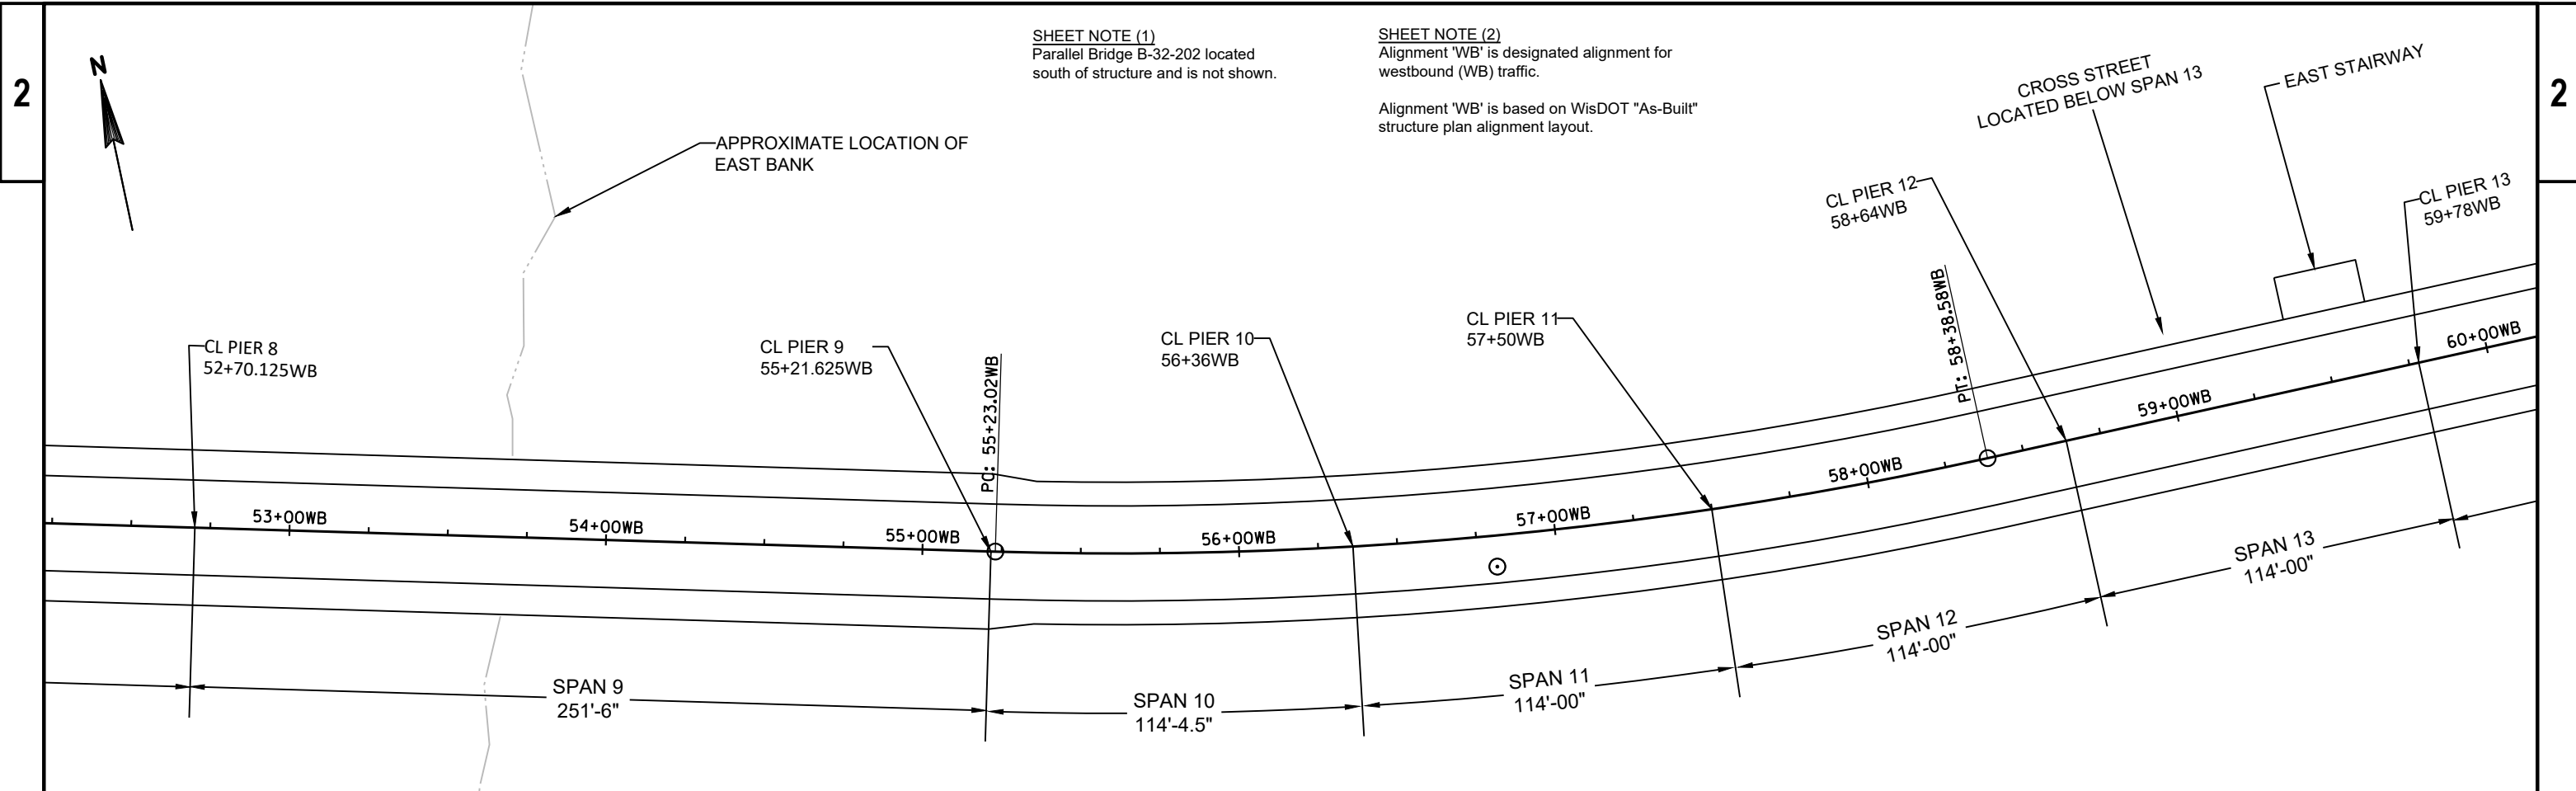 2
N
SHEET NOTE (1)
Parallel Bridge B-32-202 located
south of structure and is not shown.
SHEET NOTE (2)
Alignment 'WB' is designated alignment for
westbound (WB) traffic.
Alignment 'WB' is based on WisDOT "As-Built"
structure plan alignment layout.
CROSS STREET
LOCATED BELOW SPAN 13
EAST STAIRWAY
2
APPROXIMATE LOCATION OF
EAST BANK
CL PIER 8
52+70.125WB
CL PIER 9
55+21.625WB
PC: 55+23.02WB
CL PIER 10
56+36WB
CL PIER 11
57+50WB
CL PIER 12
58+64WB
PT: 58+38.58WB
CL PIER 13
59+78WB
53+00WB
54+00WB
55+00WB
56+00WB
57+00WB
58+00WB
59+00WB
60+00WB
SPAN 9
251'-6"
SPAN 10
114'-4.5"
SPAN 11
114'-00"
SPAN 12
114'-00"
SPAN 13
114'-00"